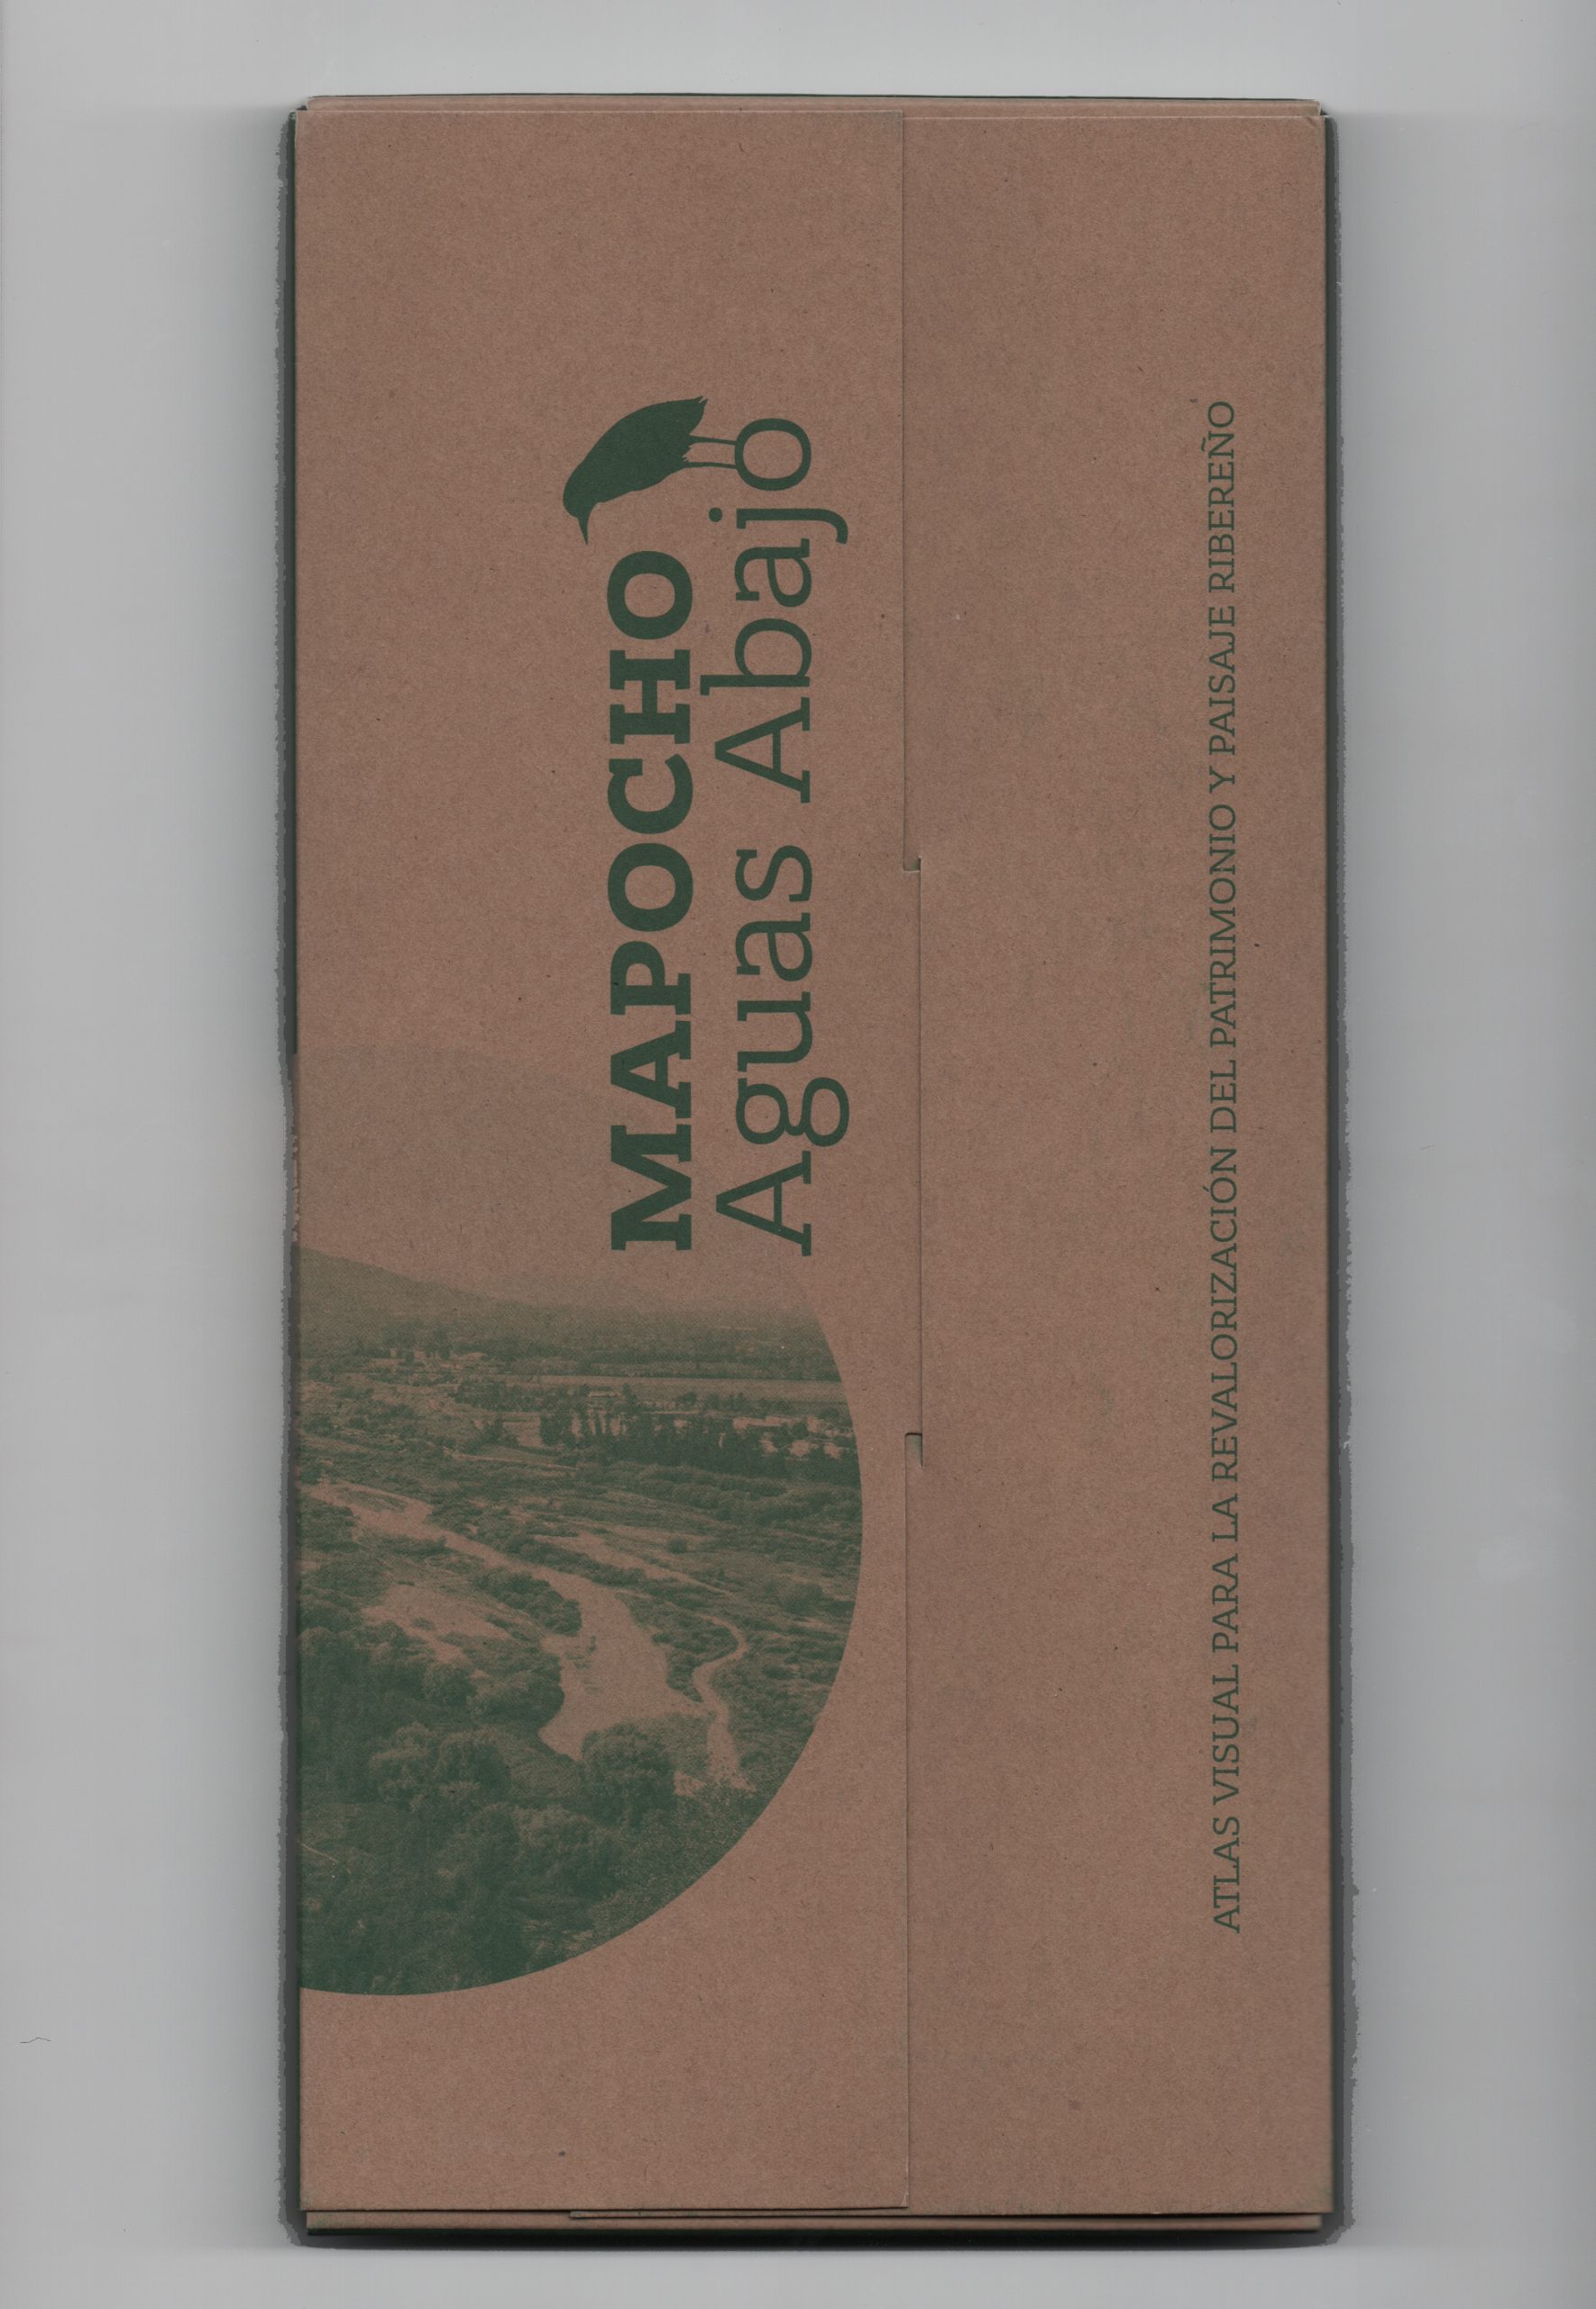 MAPOCHO
Aguas Abajo
ATLAS VISUAL PARA LA REVALORIZACIÓN DEL PATRIMONIO Y PAISAJE RIBEREÑO